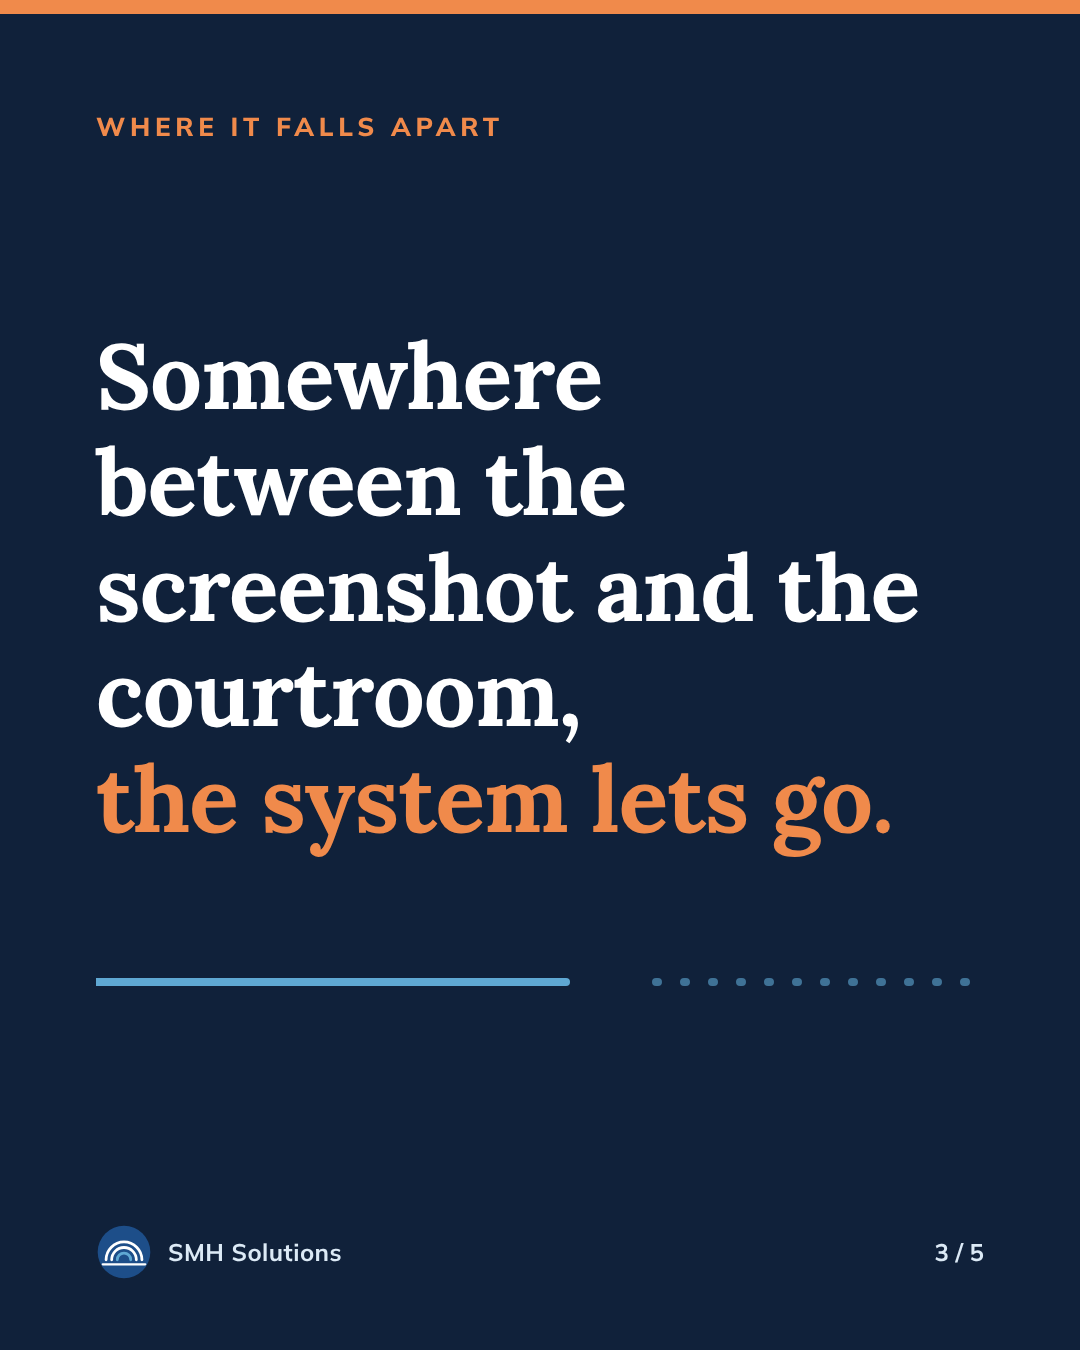 WHERE IT FALLS APART
Somewhere
between the
screenshot and the
courtroom,
the system lets go.
SMH Solutions
3 / 5